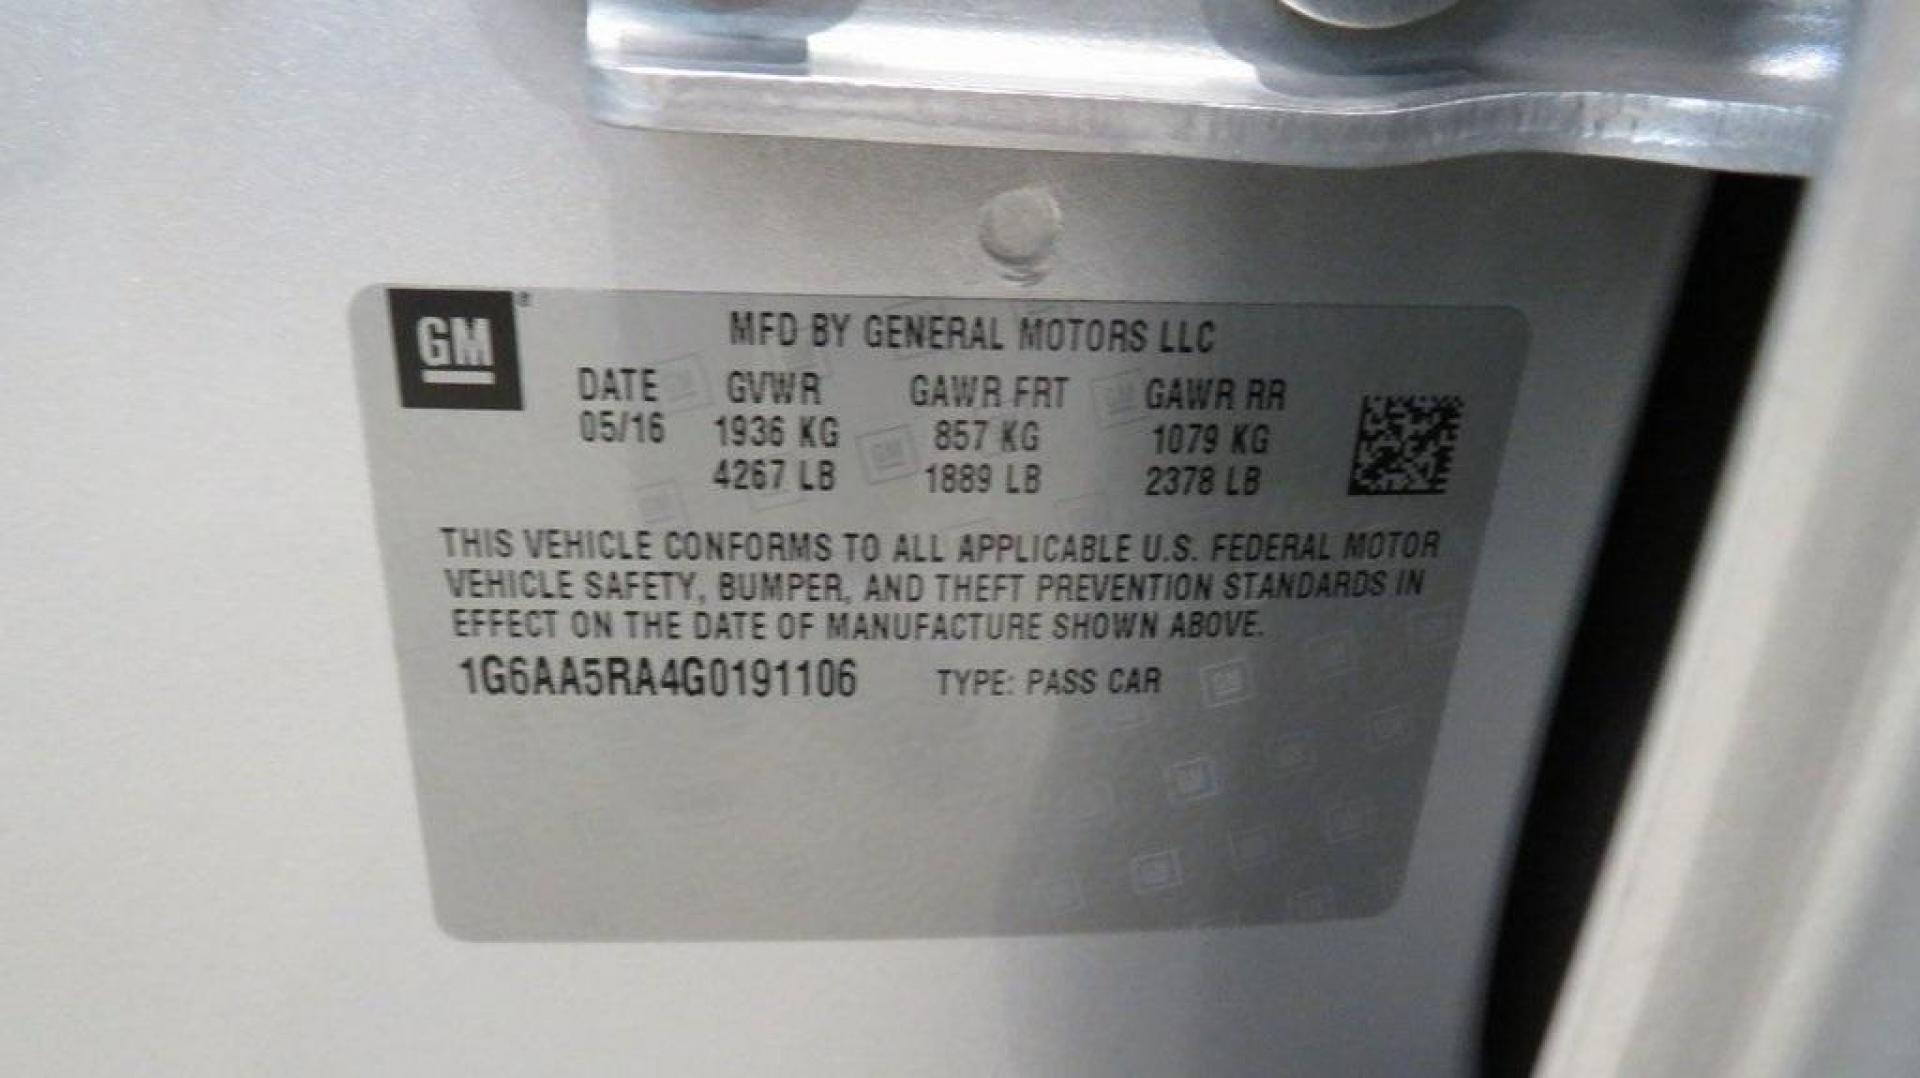 GM®
MFD BY GENERAL MOTORS LLC
DATE GVWR GAWR FRT GAWR RR
05/16 1936 KG 857 KG 1079 KG
4267 LB 1889 LB 2378 LB
THIS VEHICLE CONFORMS TO ALL APPLICABLE U.S. FEDERAL MOTOR
VEHICLE SAFETY, BUMPER, AND THEFT PREVENTION STANDARDS IN
EFFECT ON THE DATE OF MANUFACTURE SHOWN ABOVE.
1G6AA5RA4G0191106 TYPE: PASS CAR